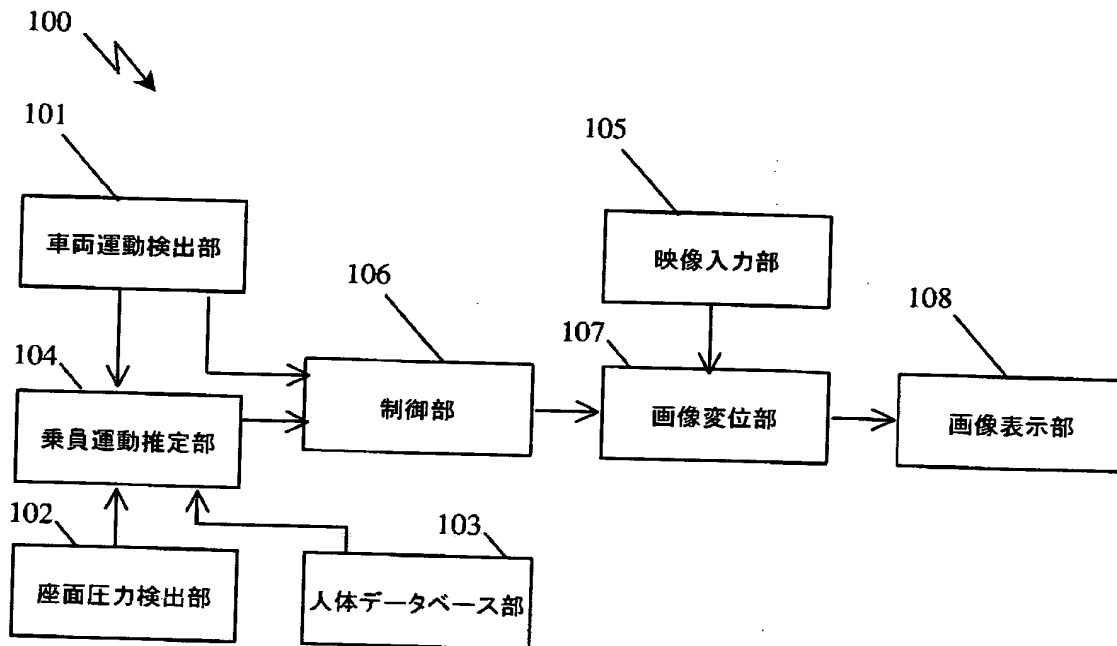 100
101
車両運動検出部
105
映像入力部
106
制御部
104
乗員運動推定部
107
画像変位部
108
画像表示部
102
座面圧力検出部
103
人体データベース部